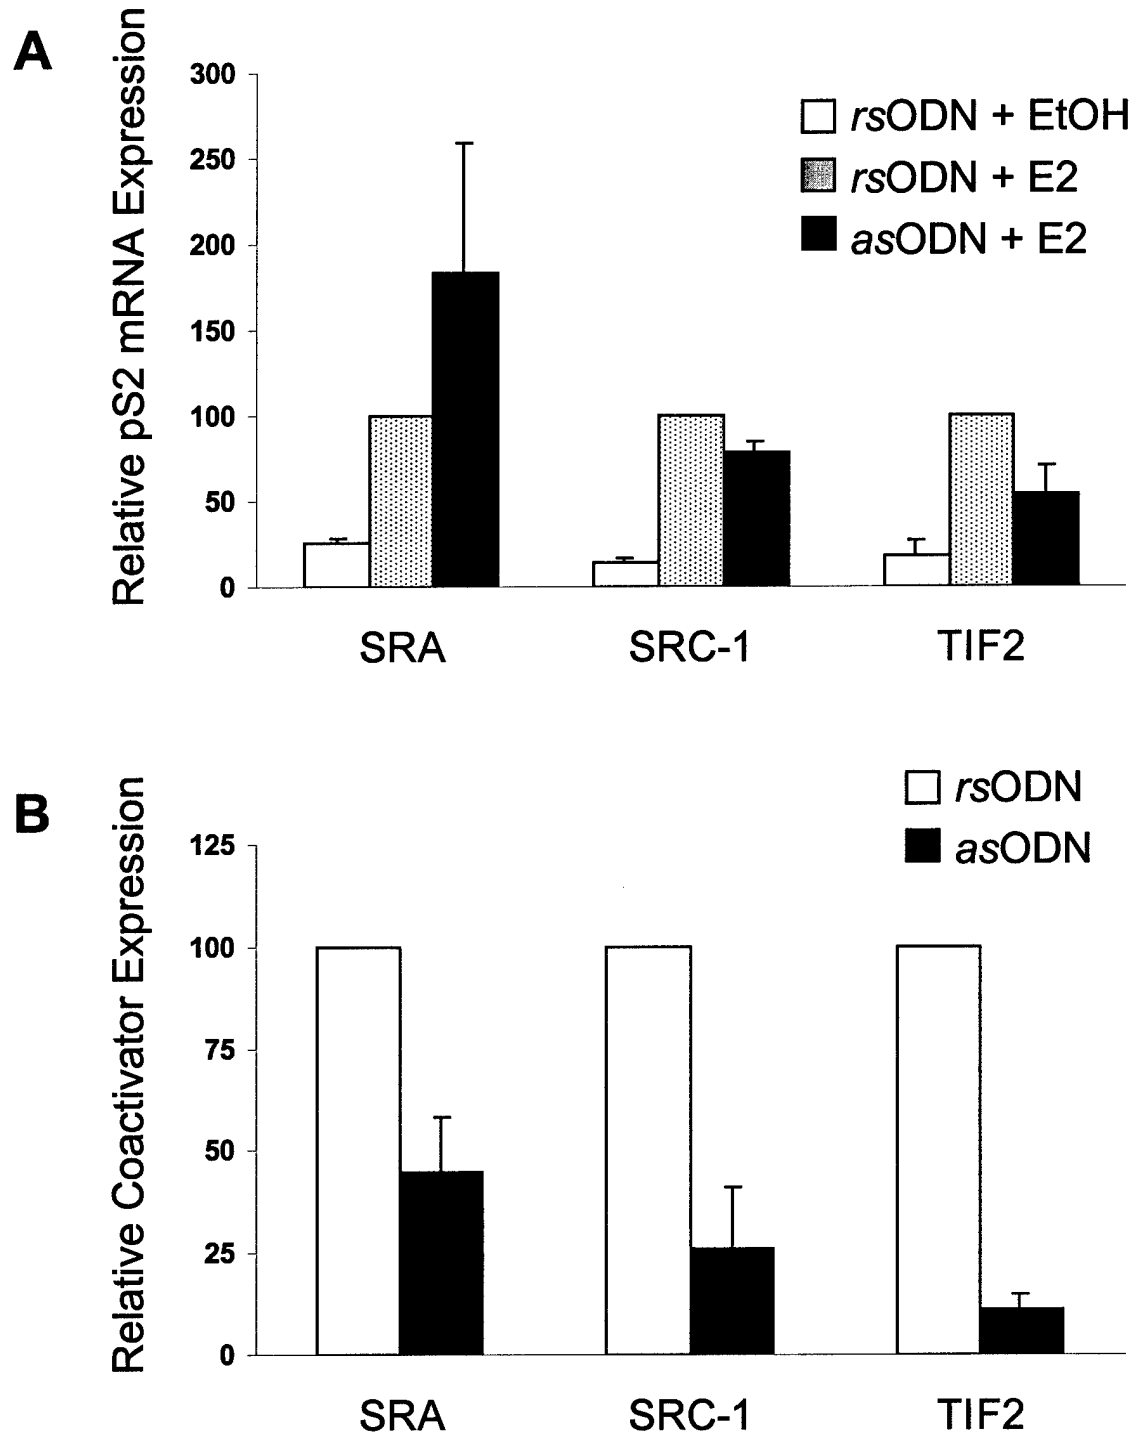 A
Relative pS2 mRNA Expression
300
250
200
150
100
50
0
rsODN + EtOH
rsODN + E2
asODN + E2
SRA
SRC-1
TIF2
B
Relative Coactivator Expression
125
100
75
50
25
0
rsODN
asODN
SRA
SRC-1
TIF2